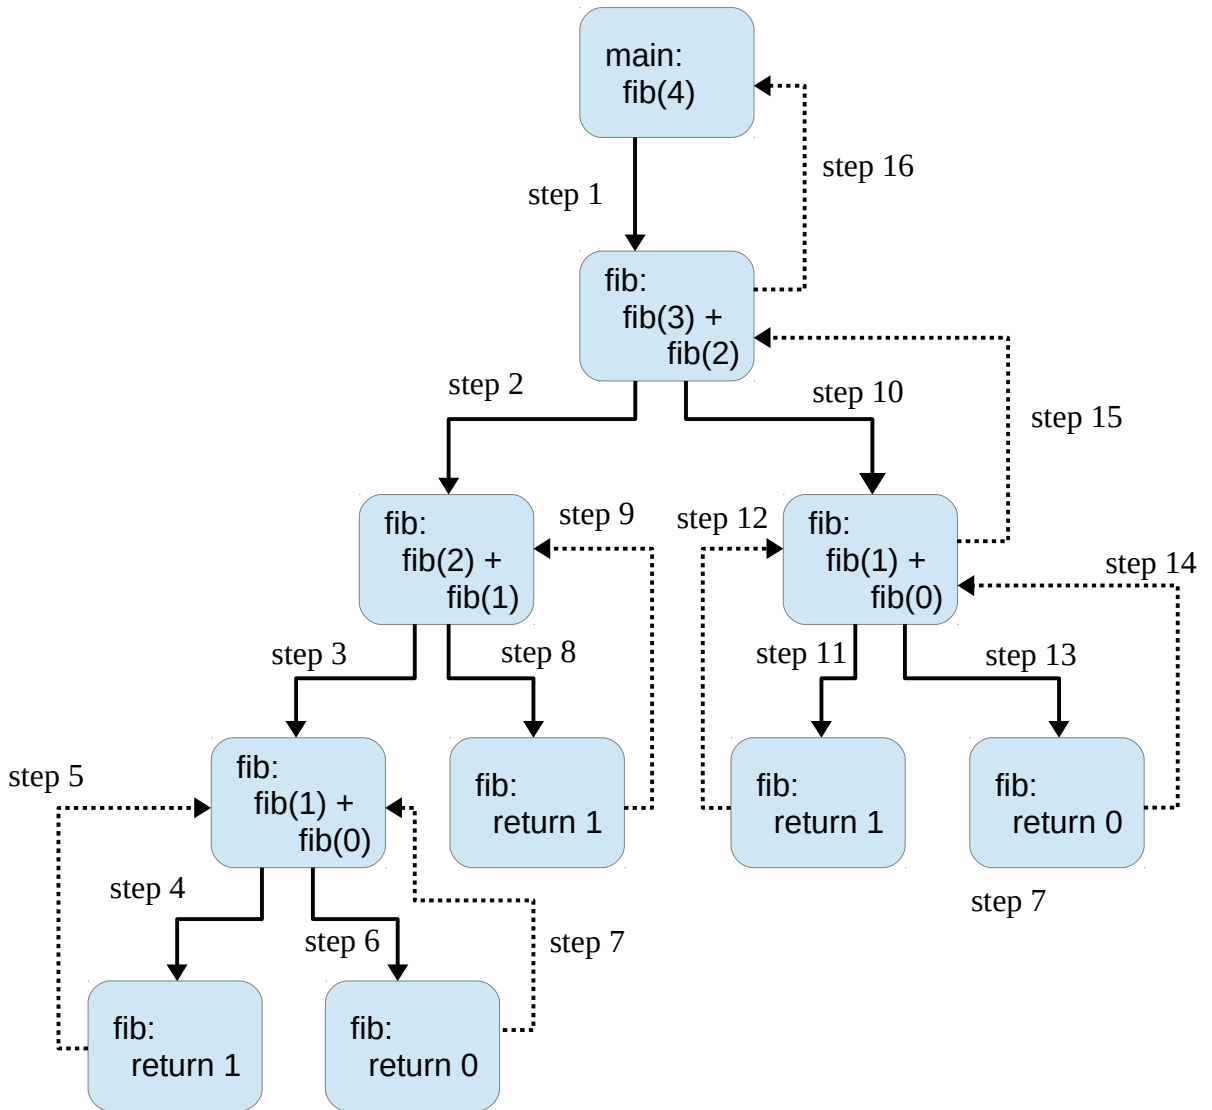 main:
fib(4)
step 16
step 1
fib:
fib(3) +
fib(2)
step 2
step 10
step 15
fib:
fib(2) +
fib(1)
step 9
step 12
fib:
fib(1) +
fib(0)
step 14
step 3
step 8
step 11
step 13
step 5
fib:
fib(1) +
fib(0)
fib:
return 1
fib:
return 1
fib:
return 0
step 4
step 6
step 7
step 7
fib:
return 1
fib:
return 0